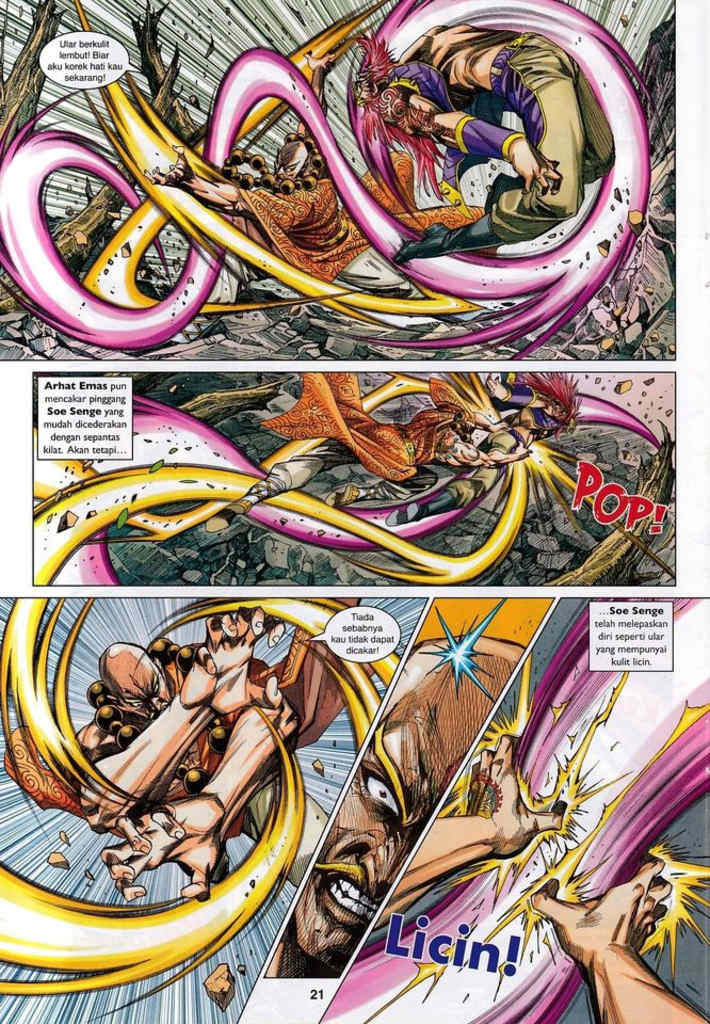 Ular berkulit
lembut! Biar
aku korek hati kau
sekarang!
Arhat Emas pun
mencakar pinggang
Soe Senge yang
mudah dicederakan
dengan sepantas
kilat. Akan tetapi...
POP!
Tiada
sebabnya
kau tidak dapat
dicakar!
...Soe Senge
telah melepaskan
diri seperti ular
yang mempunyai
kulit licin.
Licin!
21